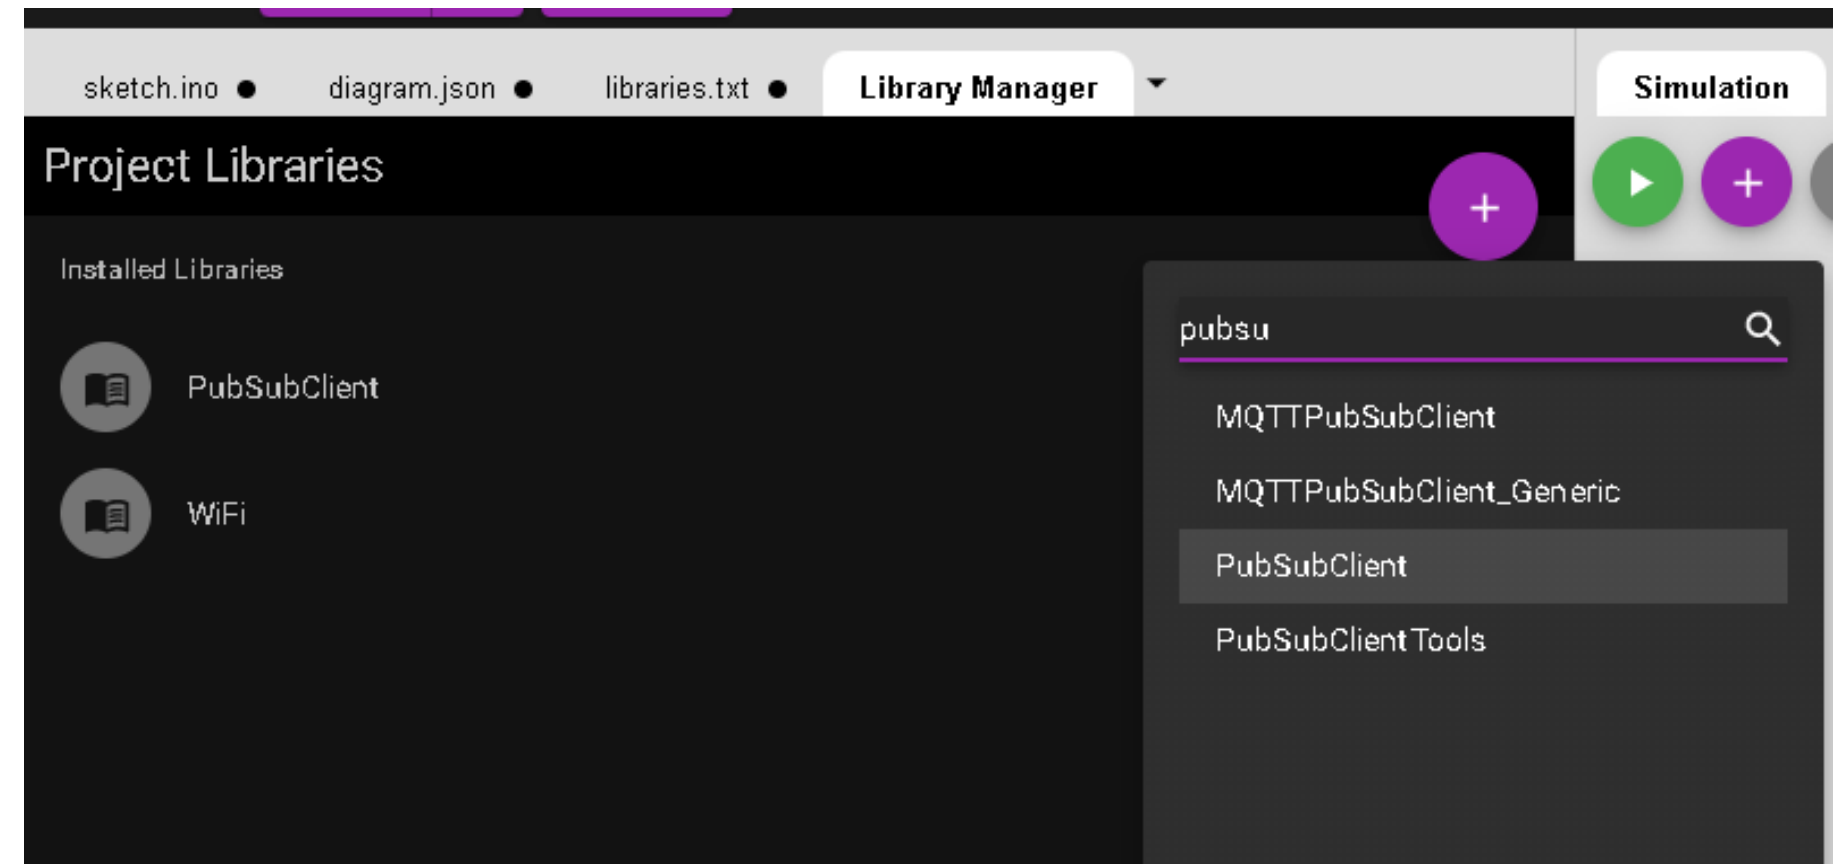 sketch.ino ● diagram.json ● libraries.txt ● Library Manager Simulation
Project Libraries
Installed Libraries
PubSubClient
WiFi
pubsu
MQTTPubSubClient
MQTTPubSubClient_Generic
PubSubClient
PubSubClientTools